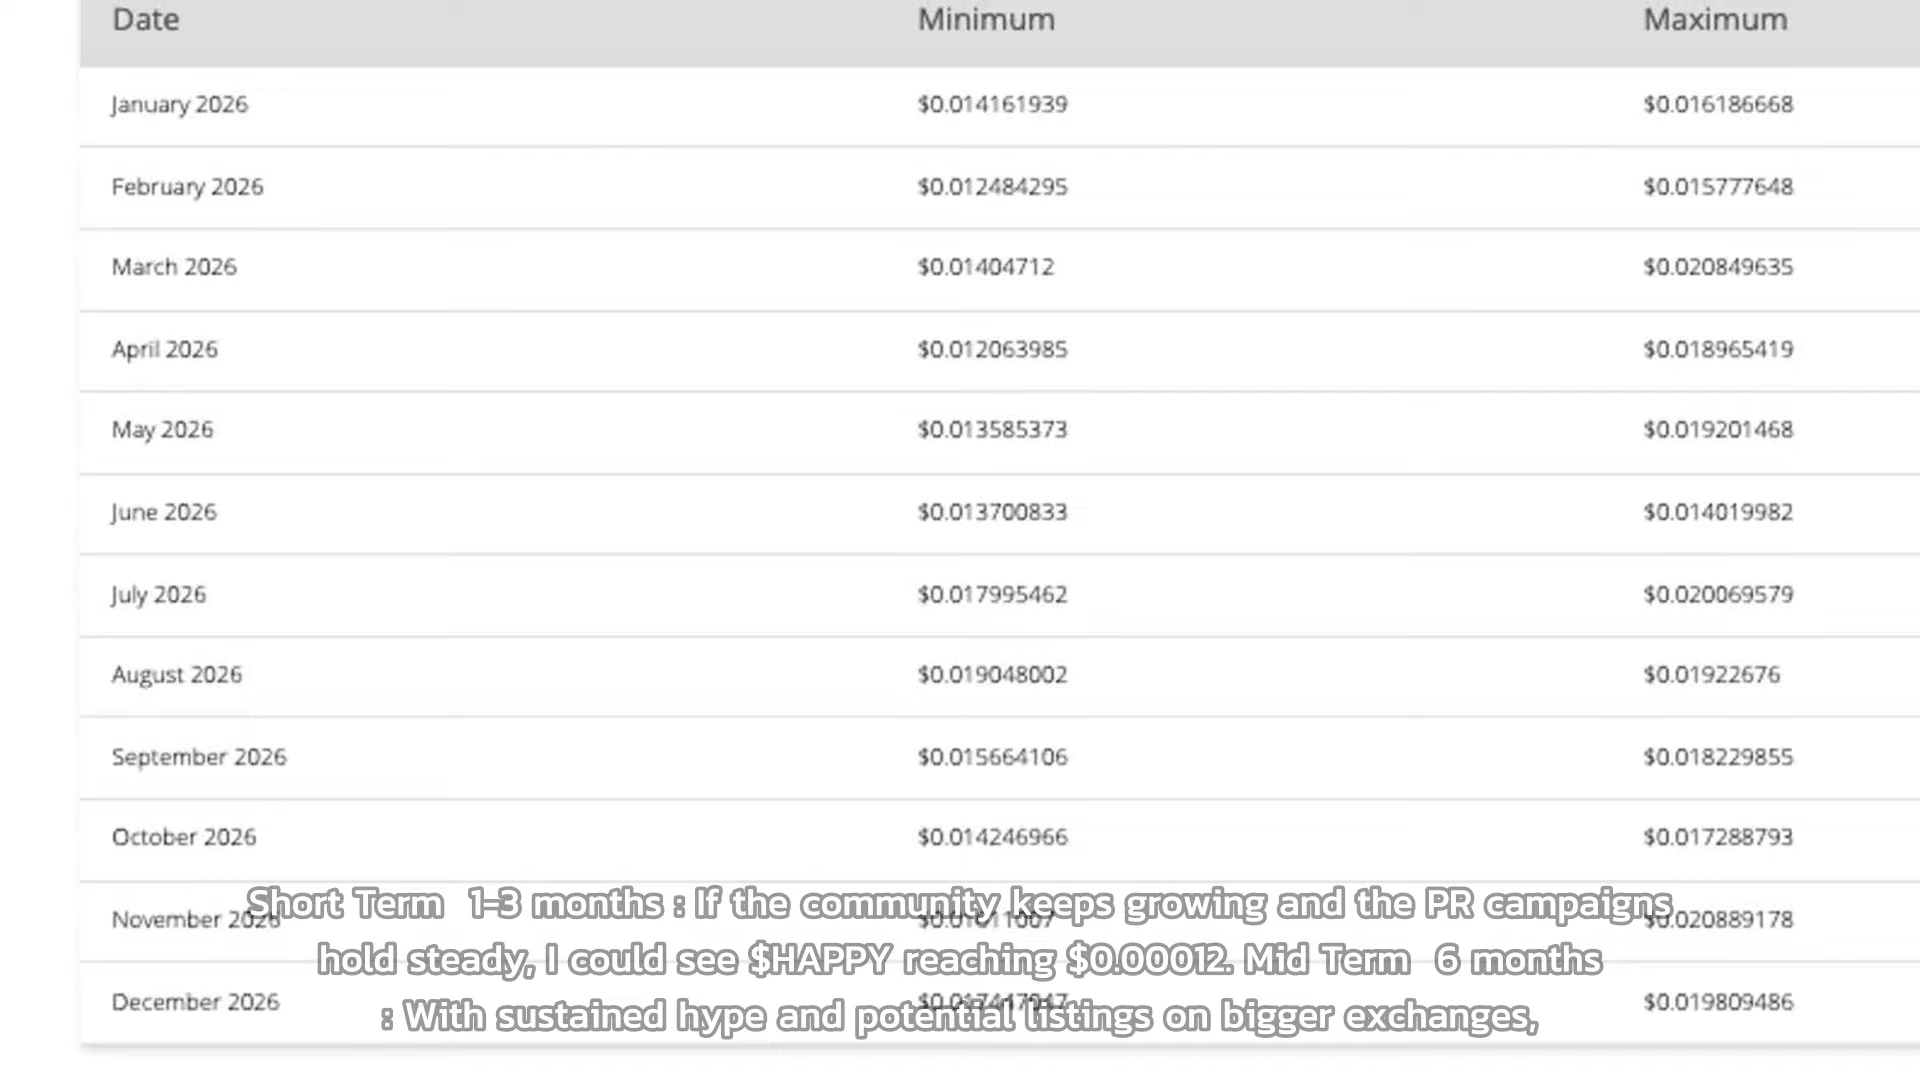 Date Minimum Maximum
January 2026 $0.014161939 $0.016186668
February 2026 $0.012484295 $0.015777648
March 2026 $0.01404712 $0.020849635
April 2026 $0.012063985 $0.018965419
May 2026 $0.013585373 $0.019201468
June 2026 $0.013700833 $0.014019982
July 2026 $0.017995462 $0.020069579
August 2026 $0.019048002 $0.01922676
September 2026 $0.015664106 $0.018229855
October 2026 $0.014246966 $0.017288793
November 2026 $0.020889178
December 2026 $0.019809486
Short Term 1–3 months : If the community keeps growing and the PR campaigns
hold steady, I could see $HAPPY reaching $0.00012. Mid Term 6 months
: With sustained hype and potential listings on bigger exchanges,